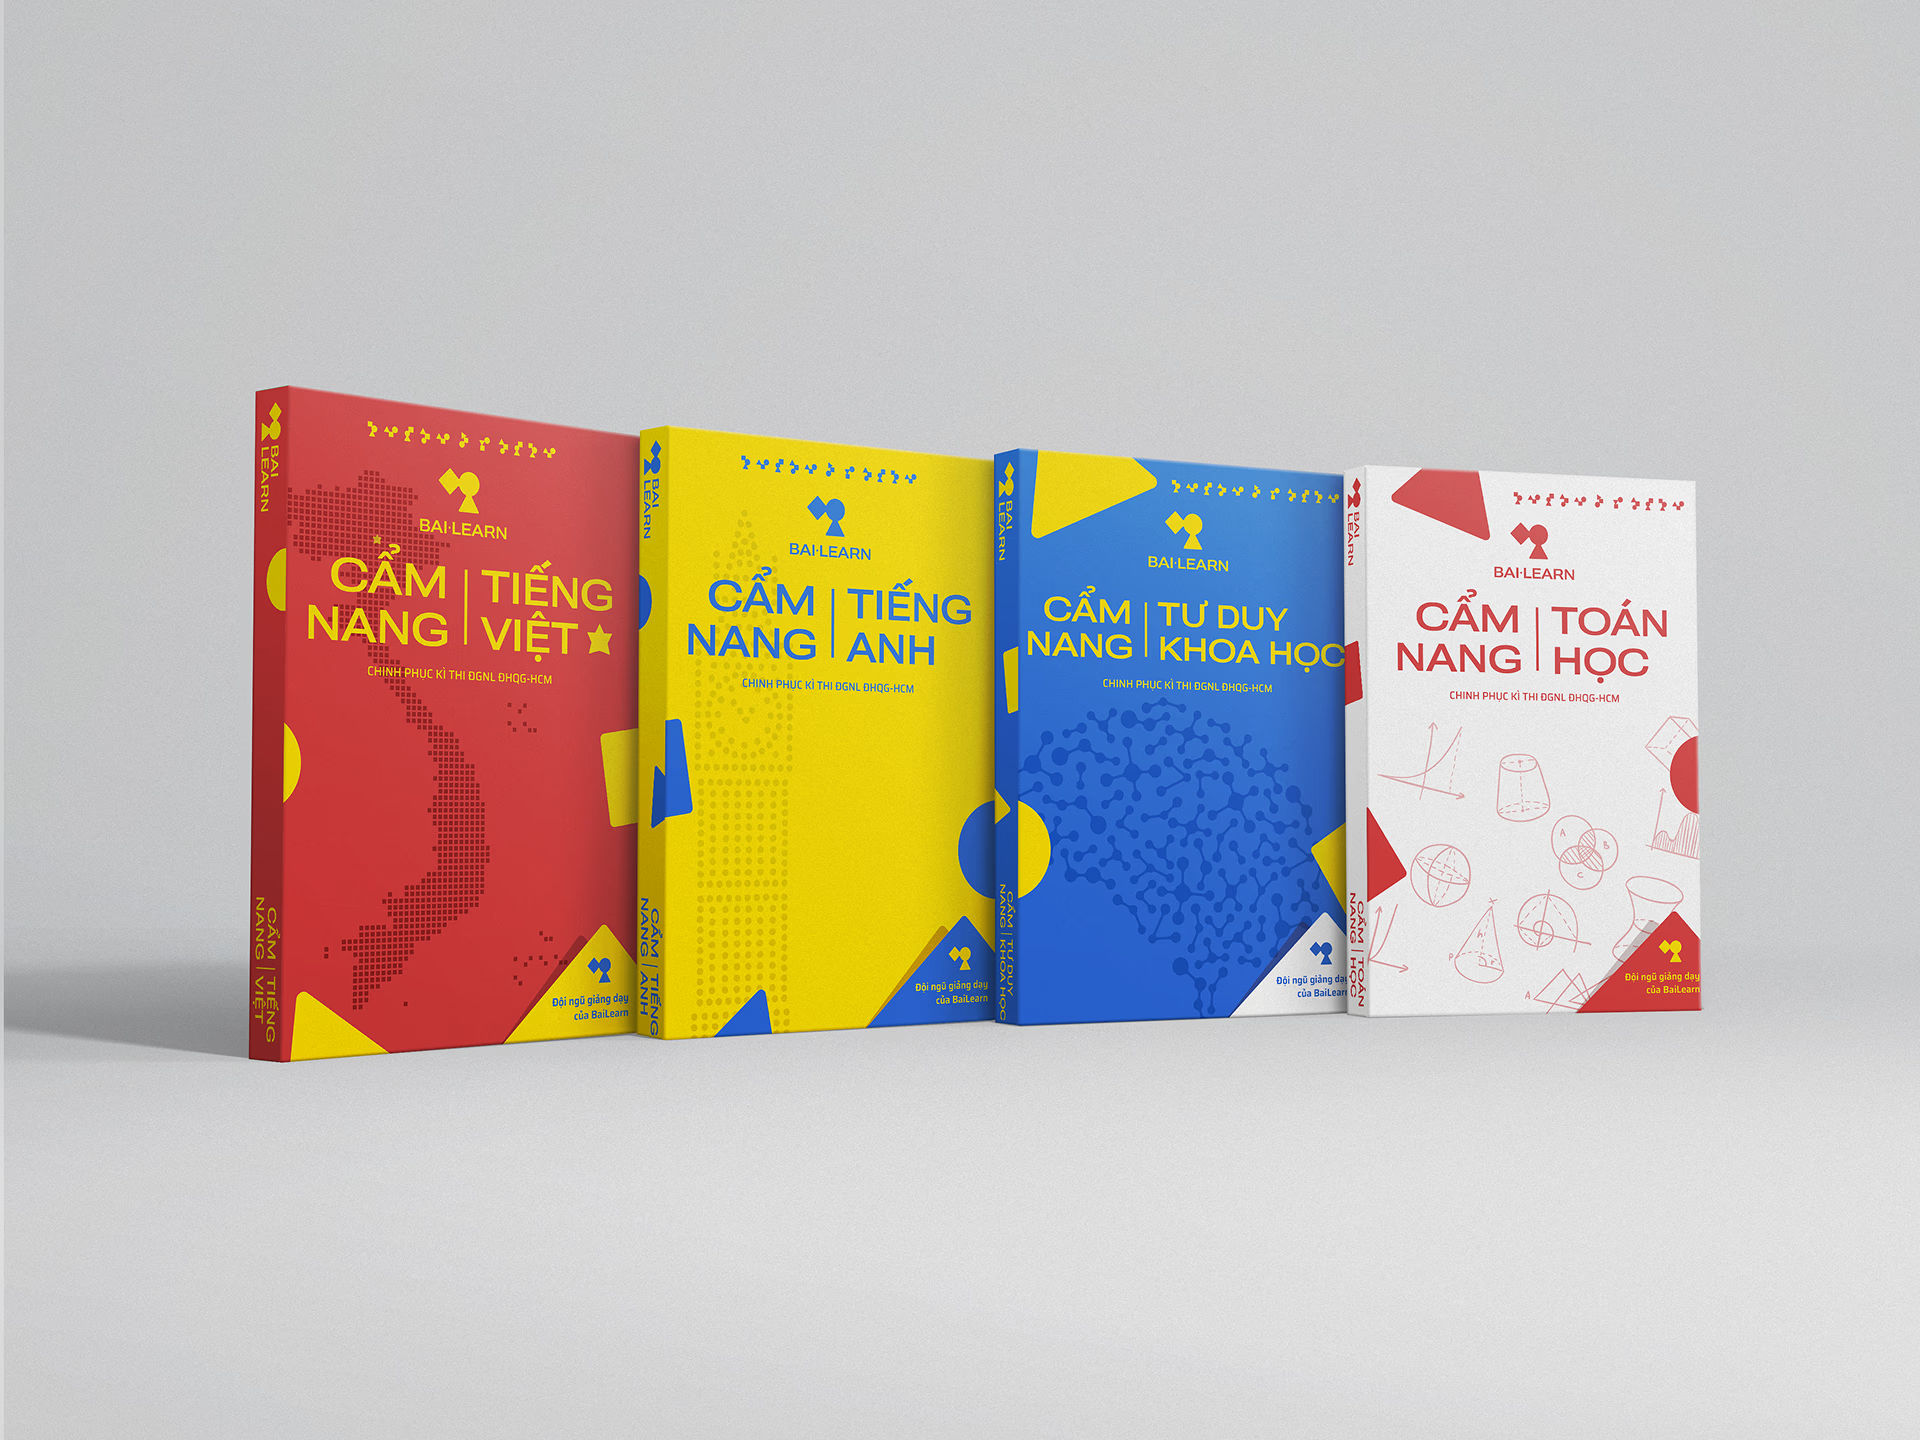 BAI LEARN
CẨM NANG | TIẾNG VIỆT
BAI·LEARN
CẨM NANG | TIẾNG VIỆT
CHINH PHỤC KÌ THI ĐGNL ĐHQG-HCM
Đội ngũ giảng dạy
của BaiLearn
BAI LEARN
CẨM NANG | TIẾNG ANH
BAI·LEARN
CẨM NANG | TIẾNG ANH
CHINH PHỤC KÌ THI ĐGNL ĐHQG-HCM
Đội ngũ giảng dạy
của BaiLearn
BAI LEARN
CẨM NANG | TƯ DUY KHOA HỌC
BAI·LEARN
CẨM NANG | TƯ DUY KHOA HỌC
CHINH PHỤC KÌ THI ĐGNL ĐHQG-HCM
Đội ngũ giảng dạy
của BaiLearn
BAI LEARN
CẨM NANG | TOÁN HỌC
BAI·LEARN
CẨM NANG | TOÁN HỌC
CHINH PHỤC KÌ THI ĐGNL ĐHQG-HCM
A
B
C
h
P
r
A
Đội ngũ giảng dạy
của BaiLearn